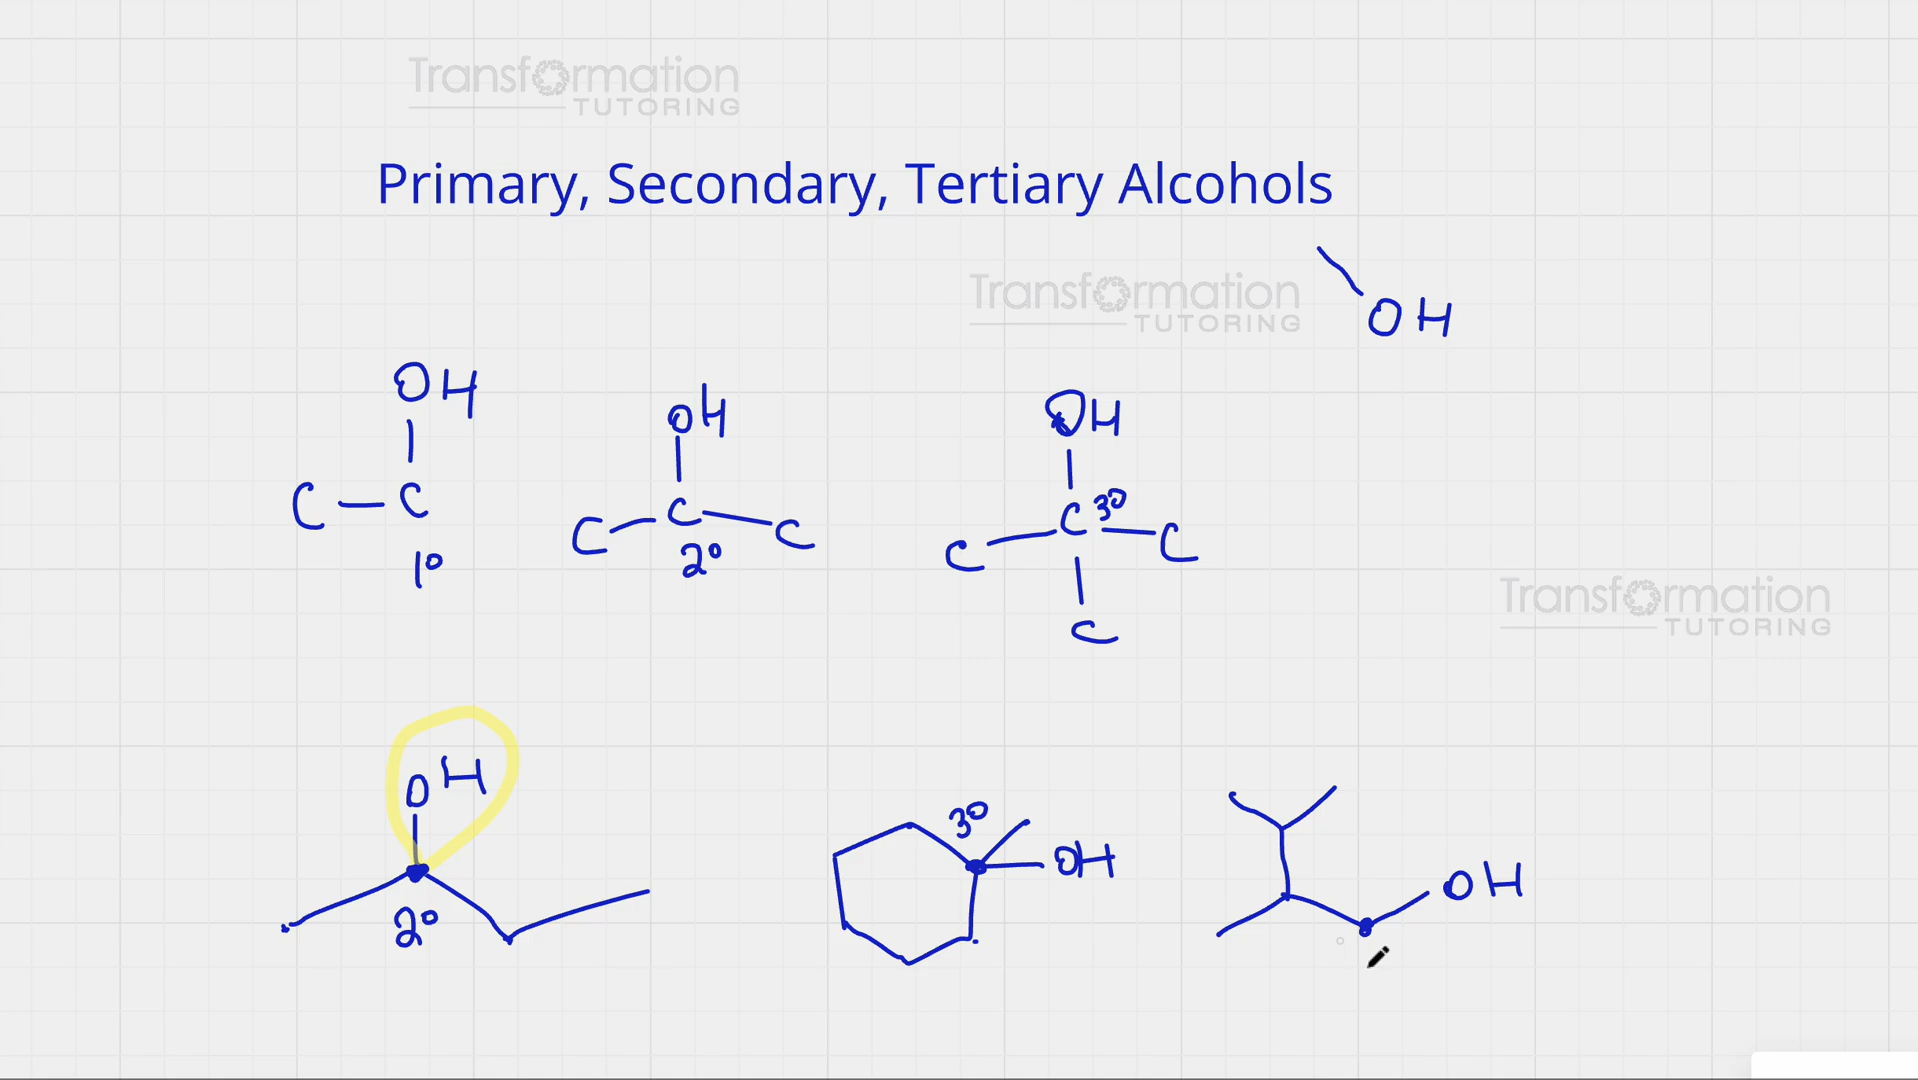 Transformation
TUTORING
Primary, Secondary, Tertiary Alcohols
Transformation
TUTORING
OH
OH
OH
OH
C C
C C C
C C 3° C
1°
2°
C
Transformation
TUTORING
OH
3°
OH
OH
2°